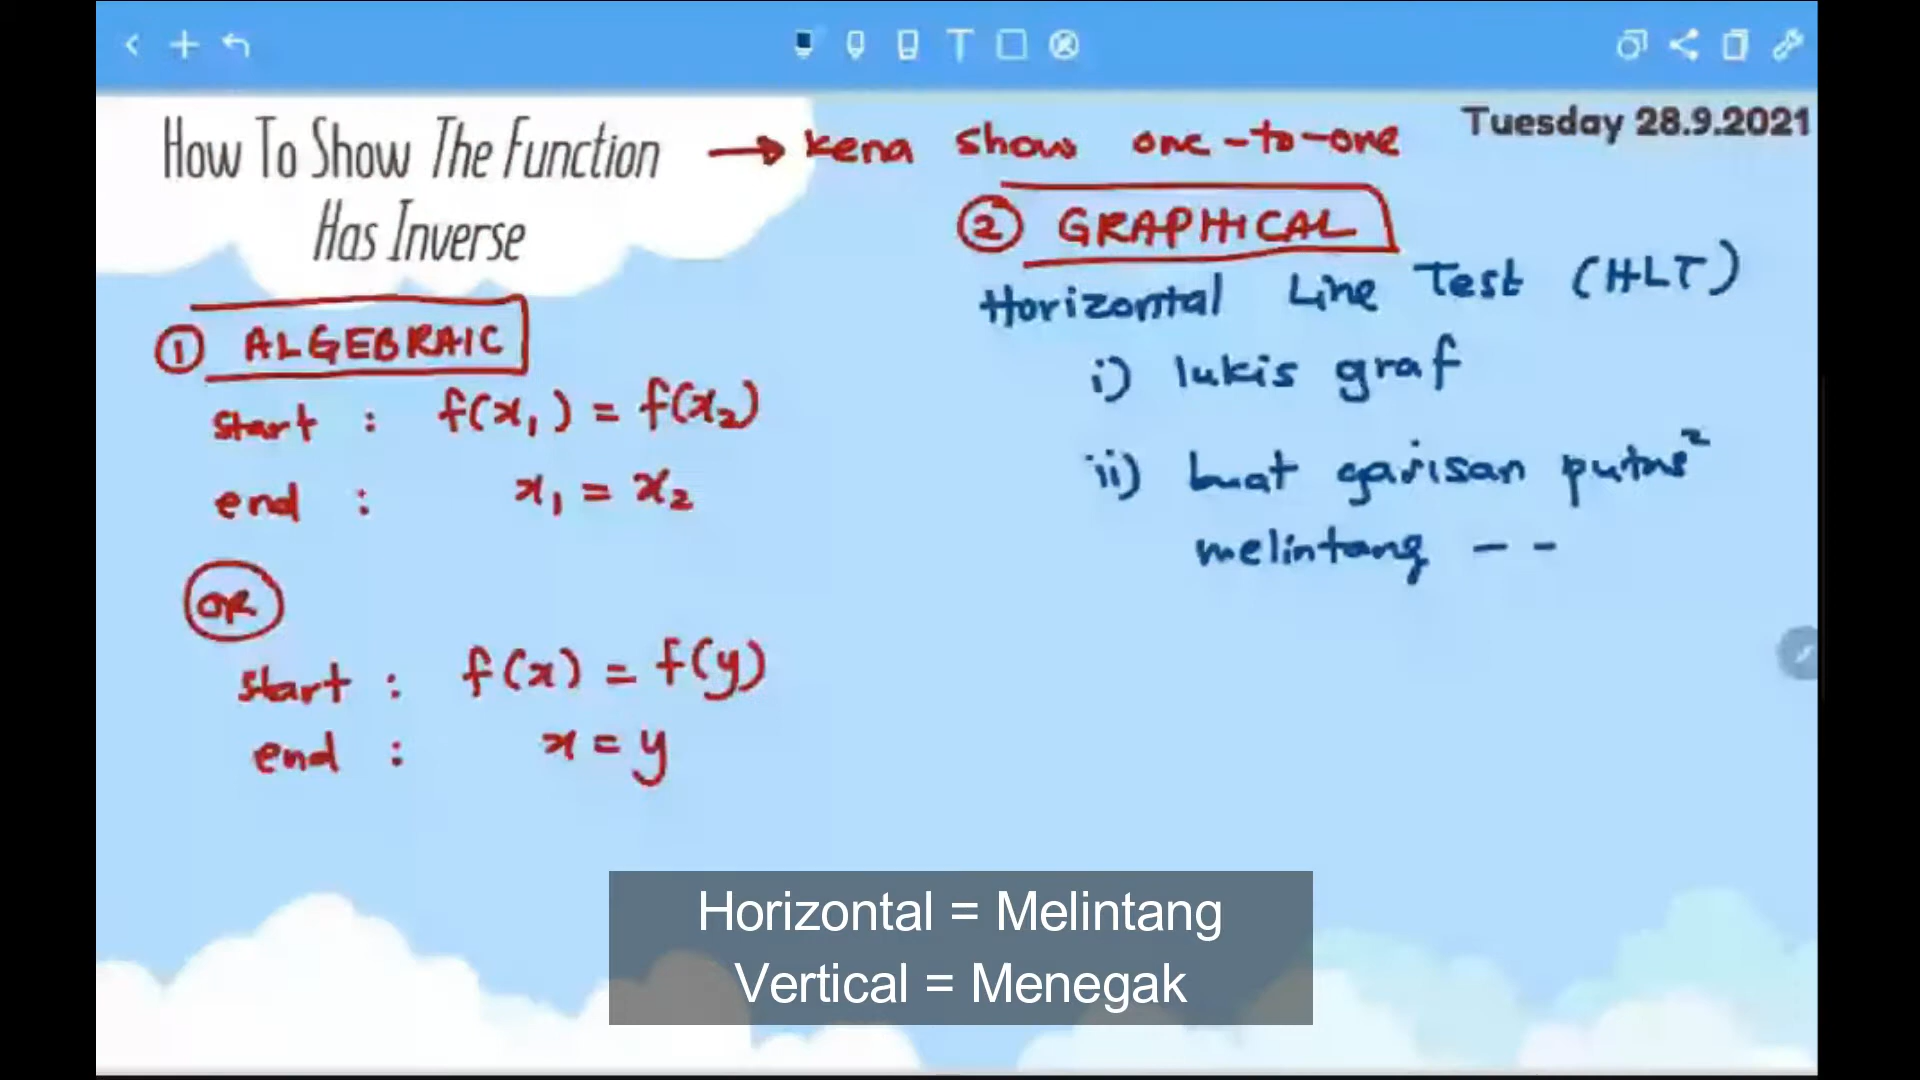 How To Show The Function
Has Inverse
→ kena show one-to-one
Tuesday 28.9.2021
① ALGEBRAIC
start : f(x₁) = f(x₂)
end : x₁ = x₂
OR
start : f(x) = f(y)
end : x = y
② GRAPHICAL
Horizontal Line Test (HLT)
i) lukis graf
ii) buat garisan putus²
melintang - -
Horizontal = Melintang
Vertical = Menegak